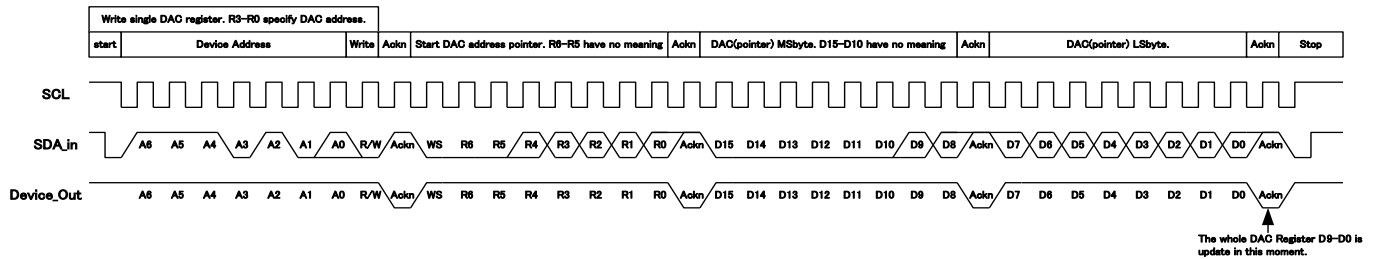 Write single DAC register. R3-R0 specify DAC address.
start Device Address Write Ackn Start DAC address pointer. R6-R5 have no meaning Ackn DAC(pointer) MSbyte. D15-D10 have no meaning Ackn DAC(pointer) LSbyte. Ackn Stop
SCL
SDA_in A6 A5 A4 A3 A2 A1 A0 R/W Ackn WS R6 R5 R4 R3 R2 R1 R0 Ackn D15 D14 D13 D12 D11 D10 D9 D8 Ackn D7 D6 D5 D4 D3 D2 D1 D0 Ackn
Device_Out A6 A5 A4 A3 A2 A1 A0 R/W Ackn WS R6 R5 R4 R3 R2 R1 R0 Ackn D15 D14 D13 D12 D11 D10 D9 D8 Ackn D7 D6 D5 D4 D3 D2 D1 D0 Ackn
The whole DAC Register D9-D0 is
update in this moment.